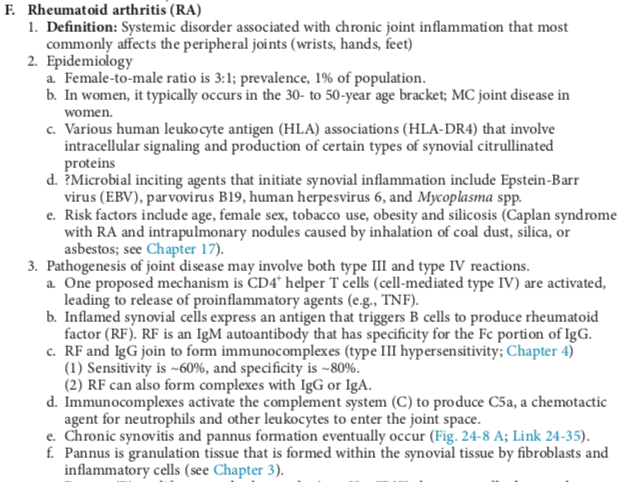 F. Rheumatoid arthritis (RA)
1. Definition: Systemic disorder associated with chronic joint inflammation that most
commonly affects the peripheral joints (wrists, hands, feet)
2. Epidemiology
a. Female-to-male ratio is 3:1; prevalence, 1% of population.
b. In women, it typically occurs in the 30- to 50-year age bracket; MC joint disease in
women.
c. Various human leukocyte antigen (HLA) associations (HLA-DR4) that involve
intracellular signaling and production of certain types of synovial citrullinated
proteins
d. ?Microbial inciting agents that initiate synovial inflammation include Epstein-Barr
virus (EBV), parvovirus B19, human herpesvirus 6, and Mycoplasma spp.
e. Risk factors include age, female sex, tobacco use, obesity and silicosis (Caplan syndrome
with RA and intrapulmonary nodules caused by inhalation of coal dust, silica, or
asbestos; see Chapter 17).
3. Pathogenesis of joint disease may involve both type III and type IV reactions.
a. One proposed mechanism is CD4⁺ helper T cells (cell-mediated type IV) are activated,
leading to release of proinflammatory agents (e.g., TNF).
b. Inflamed synovial cells express an antigen that triggers B cells to produce rheumatoid
factor (RF). RF is an IgM autoantibody that has specificity for the Fc portion of IgG.
c. RF and IgG join to form immunocomplexes (type III hypersensitivity; Chapter 4)
(1) Sensitivity is ~60%, and specificity is ~80%.
(2) RF can also form complexes with IgG or IgA.
d. Immunocomplexes activate the complement system (C) to produce C5a, a chemotactic
agent for neutrophils and other leukocytes to enter the joint space.
e. Chronic synovitis and pannus formation eventually occur (Fig. 24-8 A; Link 24-35).
f. Pannus is granulation tissue that is formed within the synovial tissue by fibroblasts and
inflammatory cells (see Chapter 3).